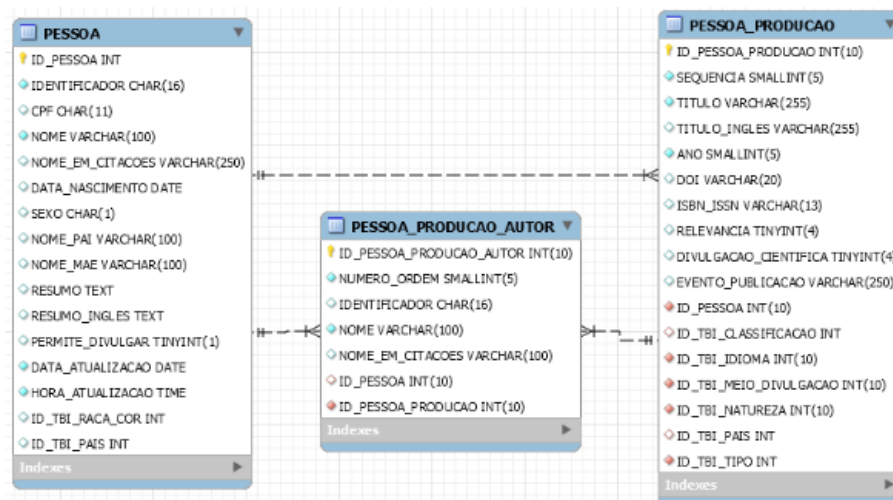 PESSOA
ID_PESSOA INT
IDENTIFICADOR CHAR(16)
CPF CHAR(11)
NOME VARCHAR(100)
NOME_EM_CITACOES VARCHAR(250)
DATA_NASCIMENTO DATE
SEXO CHAR(1)
NOME_PAI VARCHAR(100)
NOME_MAE VARCHAR(100)
RESUMO TEXT
RESUMO_INGLES TEXT
PERMITE_DIVULGAR TINYINT(1)
DATA_ATUALIZACAO DATE
HORA_ATUALIZACAO TIME
ID_TBI_RACA_COR INT
ID_TBI_PAIS INT
Indexes
PESSOA_PRODUCAO_AUTOR
ID_PESSOA_PRODUCAO_AUTOR INT(10)
NUMERO_ORDEM SMALLINT(5)
IDENTIFICADOR CHAR(16)
NOME VARCHAR(100)
NOME_EM_CITACOES VARCHAR(100)
ID_PESSOA INT(10)
ID_PESSOA_PRODUCAO INT(10)
Indexes
PESSOA_PRODUCAO
ID_PESSOA_PRODUCAO INT(10)
SEQUENCIA SMALLINT(5)
TITULO VARCHAR(255)
TITULO_INGLES VARCHAR(255)
ANO SMALLINT(5)
DOI VARCHAR(20)
ISBN_ISSN VARCHAR(13)
RELEVANCIA TINYINT(4)
DIVULGACAO_CIENTIFICA TINYINT(4)
EVENTO_PUBLICACAO VARCHAR(250)
ID_PESSOA INT(10)
ID_TBI_CLASSIFICACAO INT
ID_TBI_IDIOMA INT(10)
ID_TBI_MEIO_DIVULGACAO INT(10)
ID_TBI_NATUREZA INT(10)
ID_TBI_PAIS INT
ID_TBI_TIPO INT
Indexes